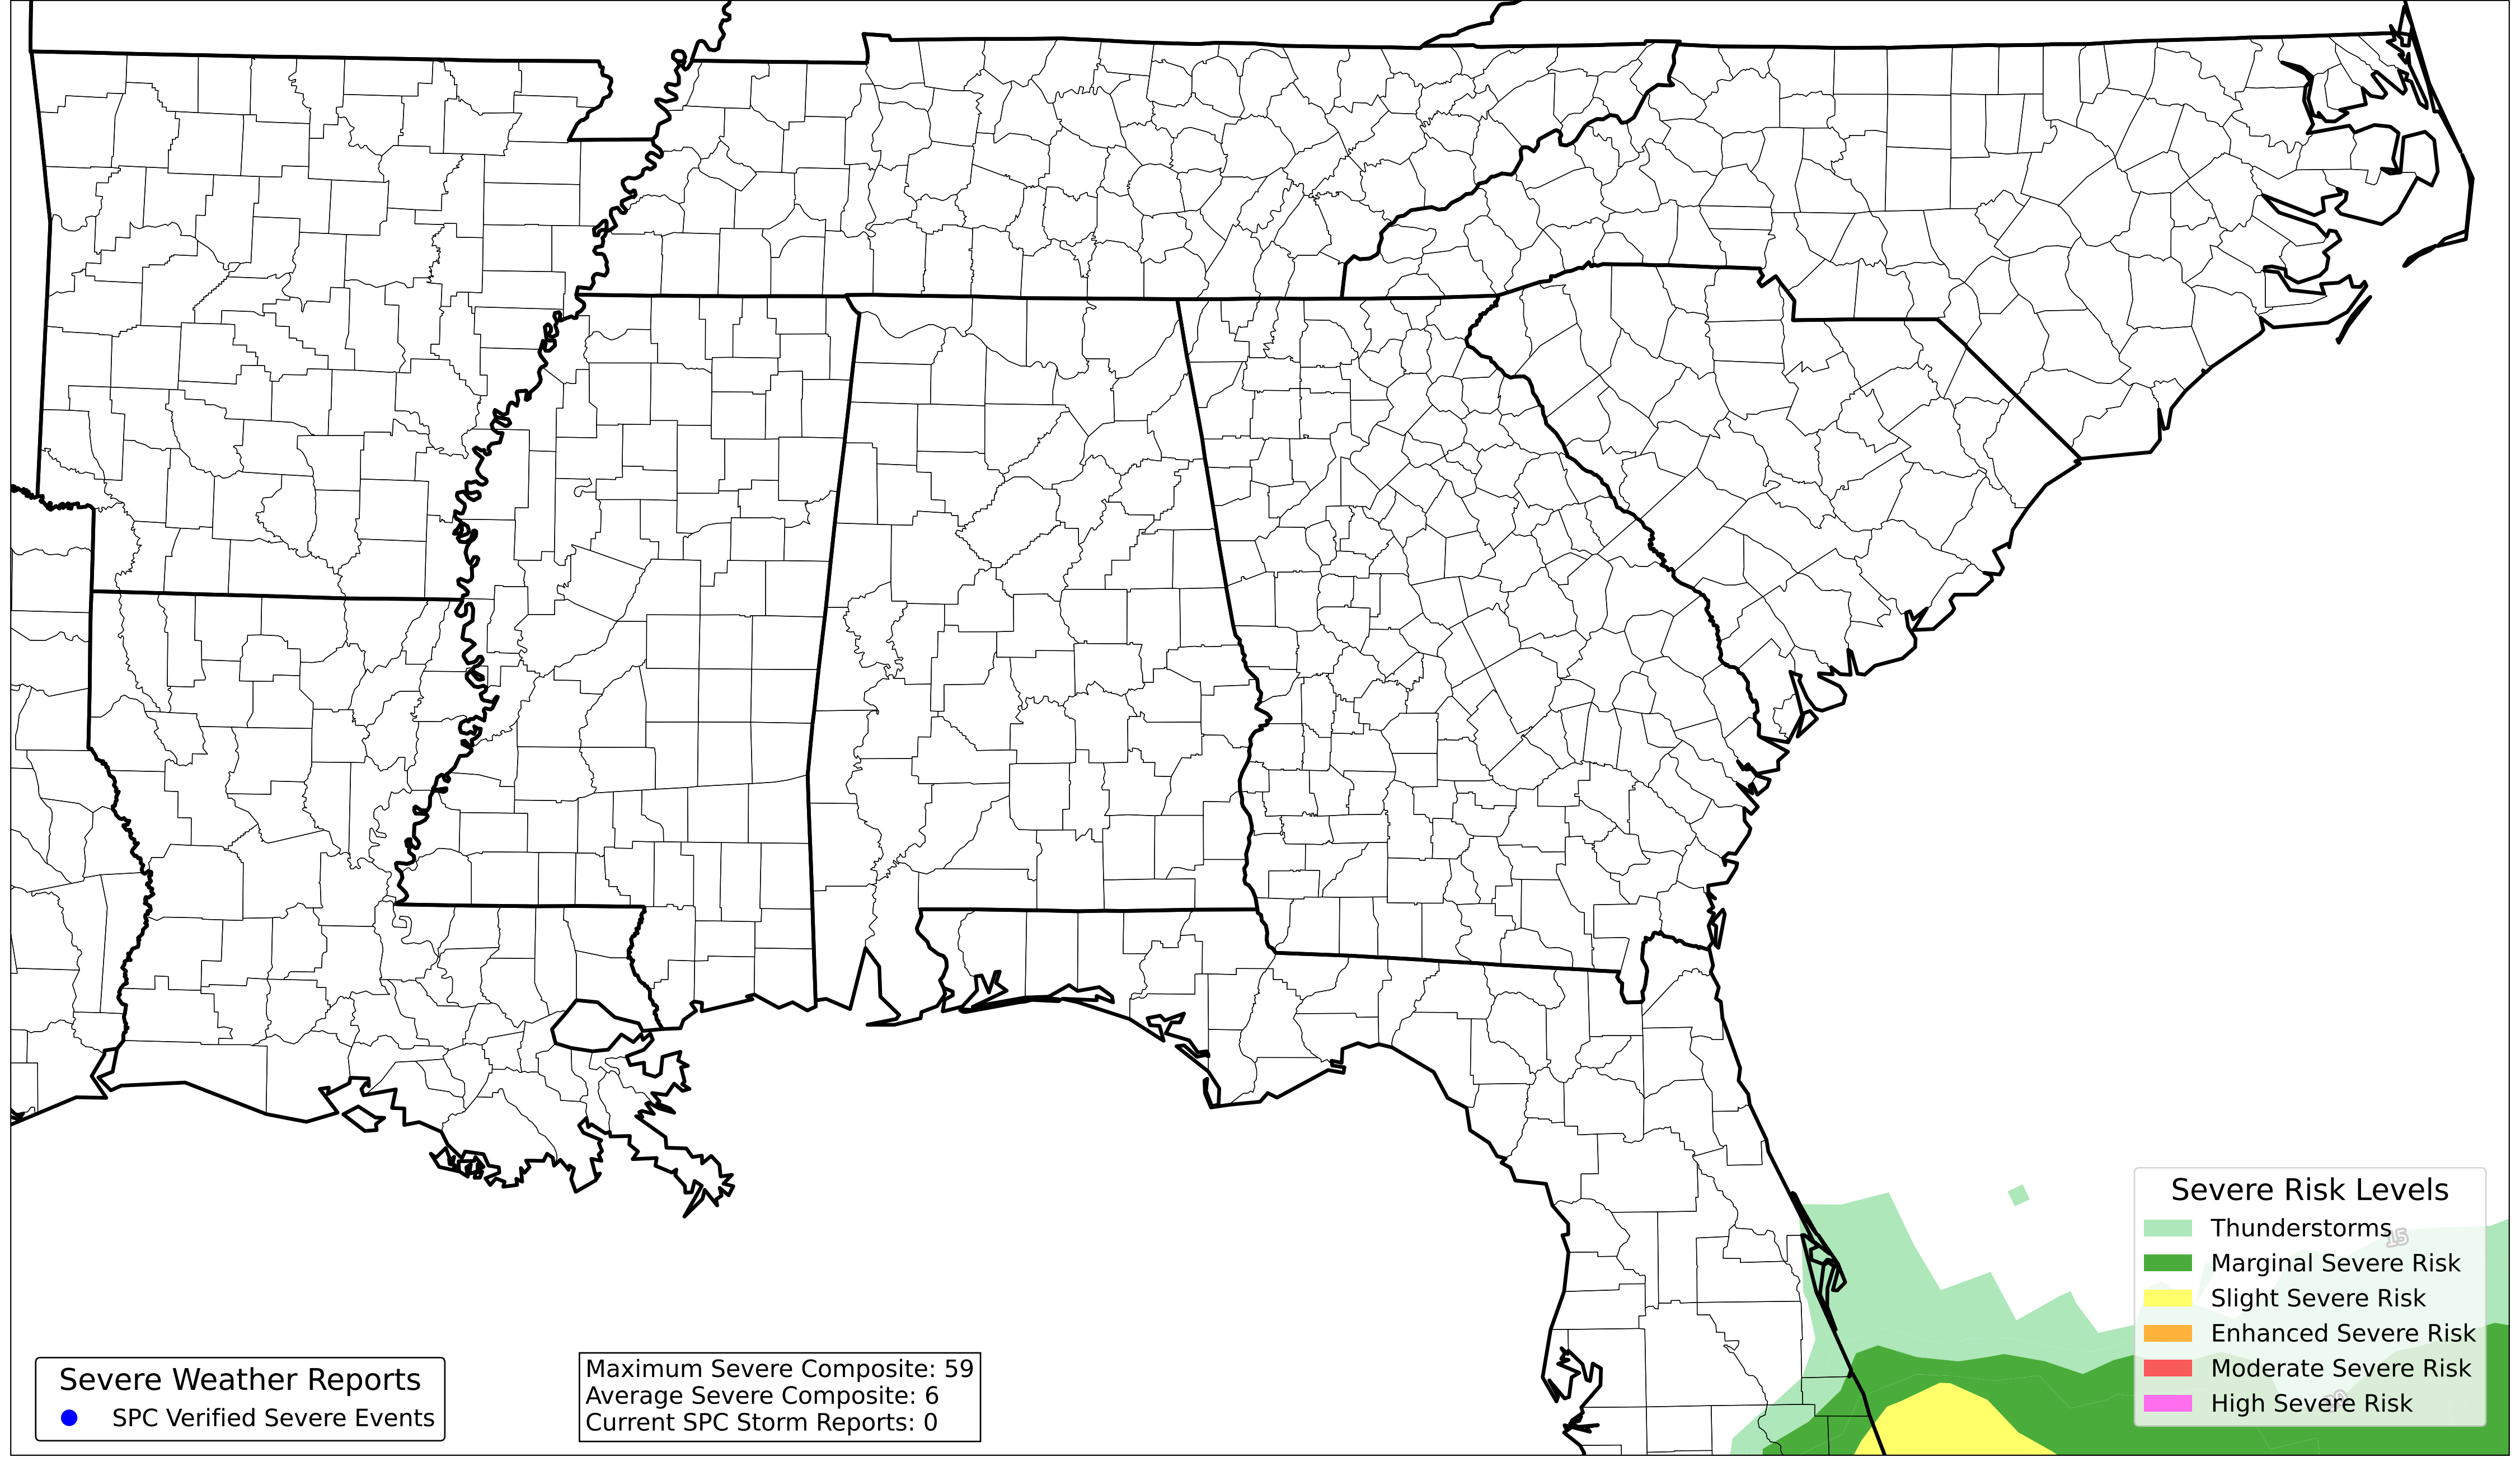 Severe Risk Levels
Thunderstorms
15
Marginal Severe Risk
Slight Severe Risk
Enhanced Severe Risk
Moderate Severe Risk
High Severe Risk
Severe Weather Reports
SPC Verified Severe Events
Maximum Severe Composite: 59
Average Severe Composite: 6
Current SPC Storm Reports: 0